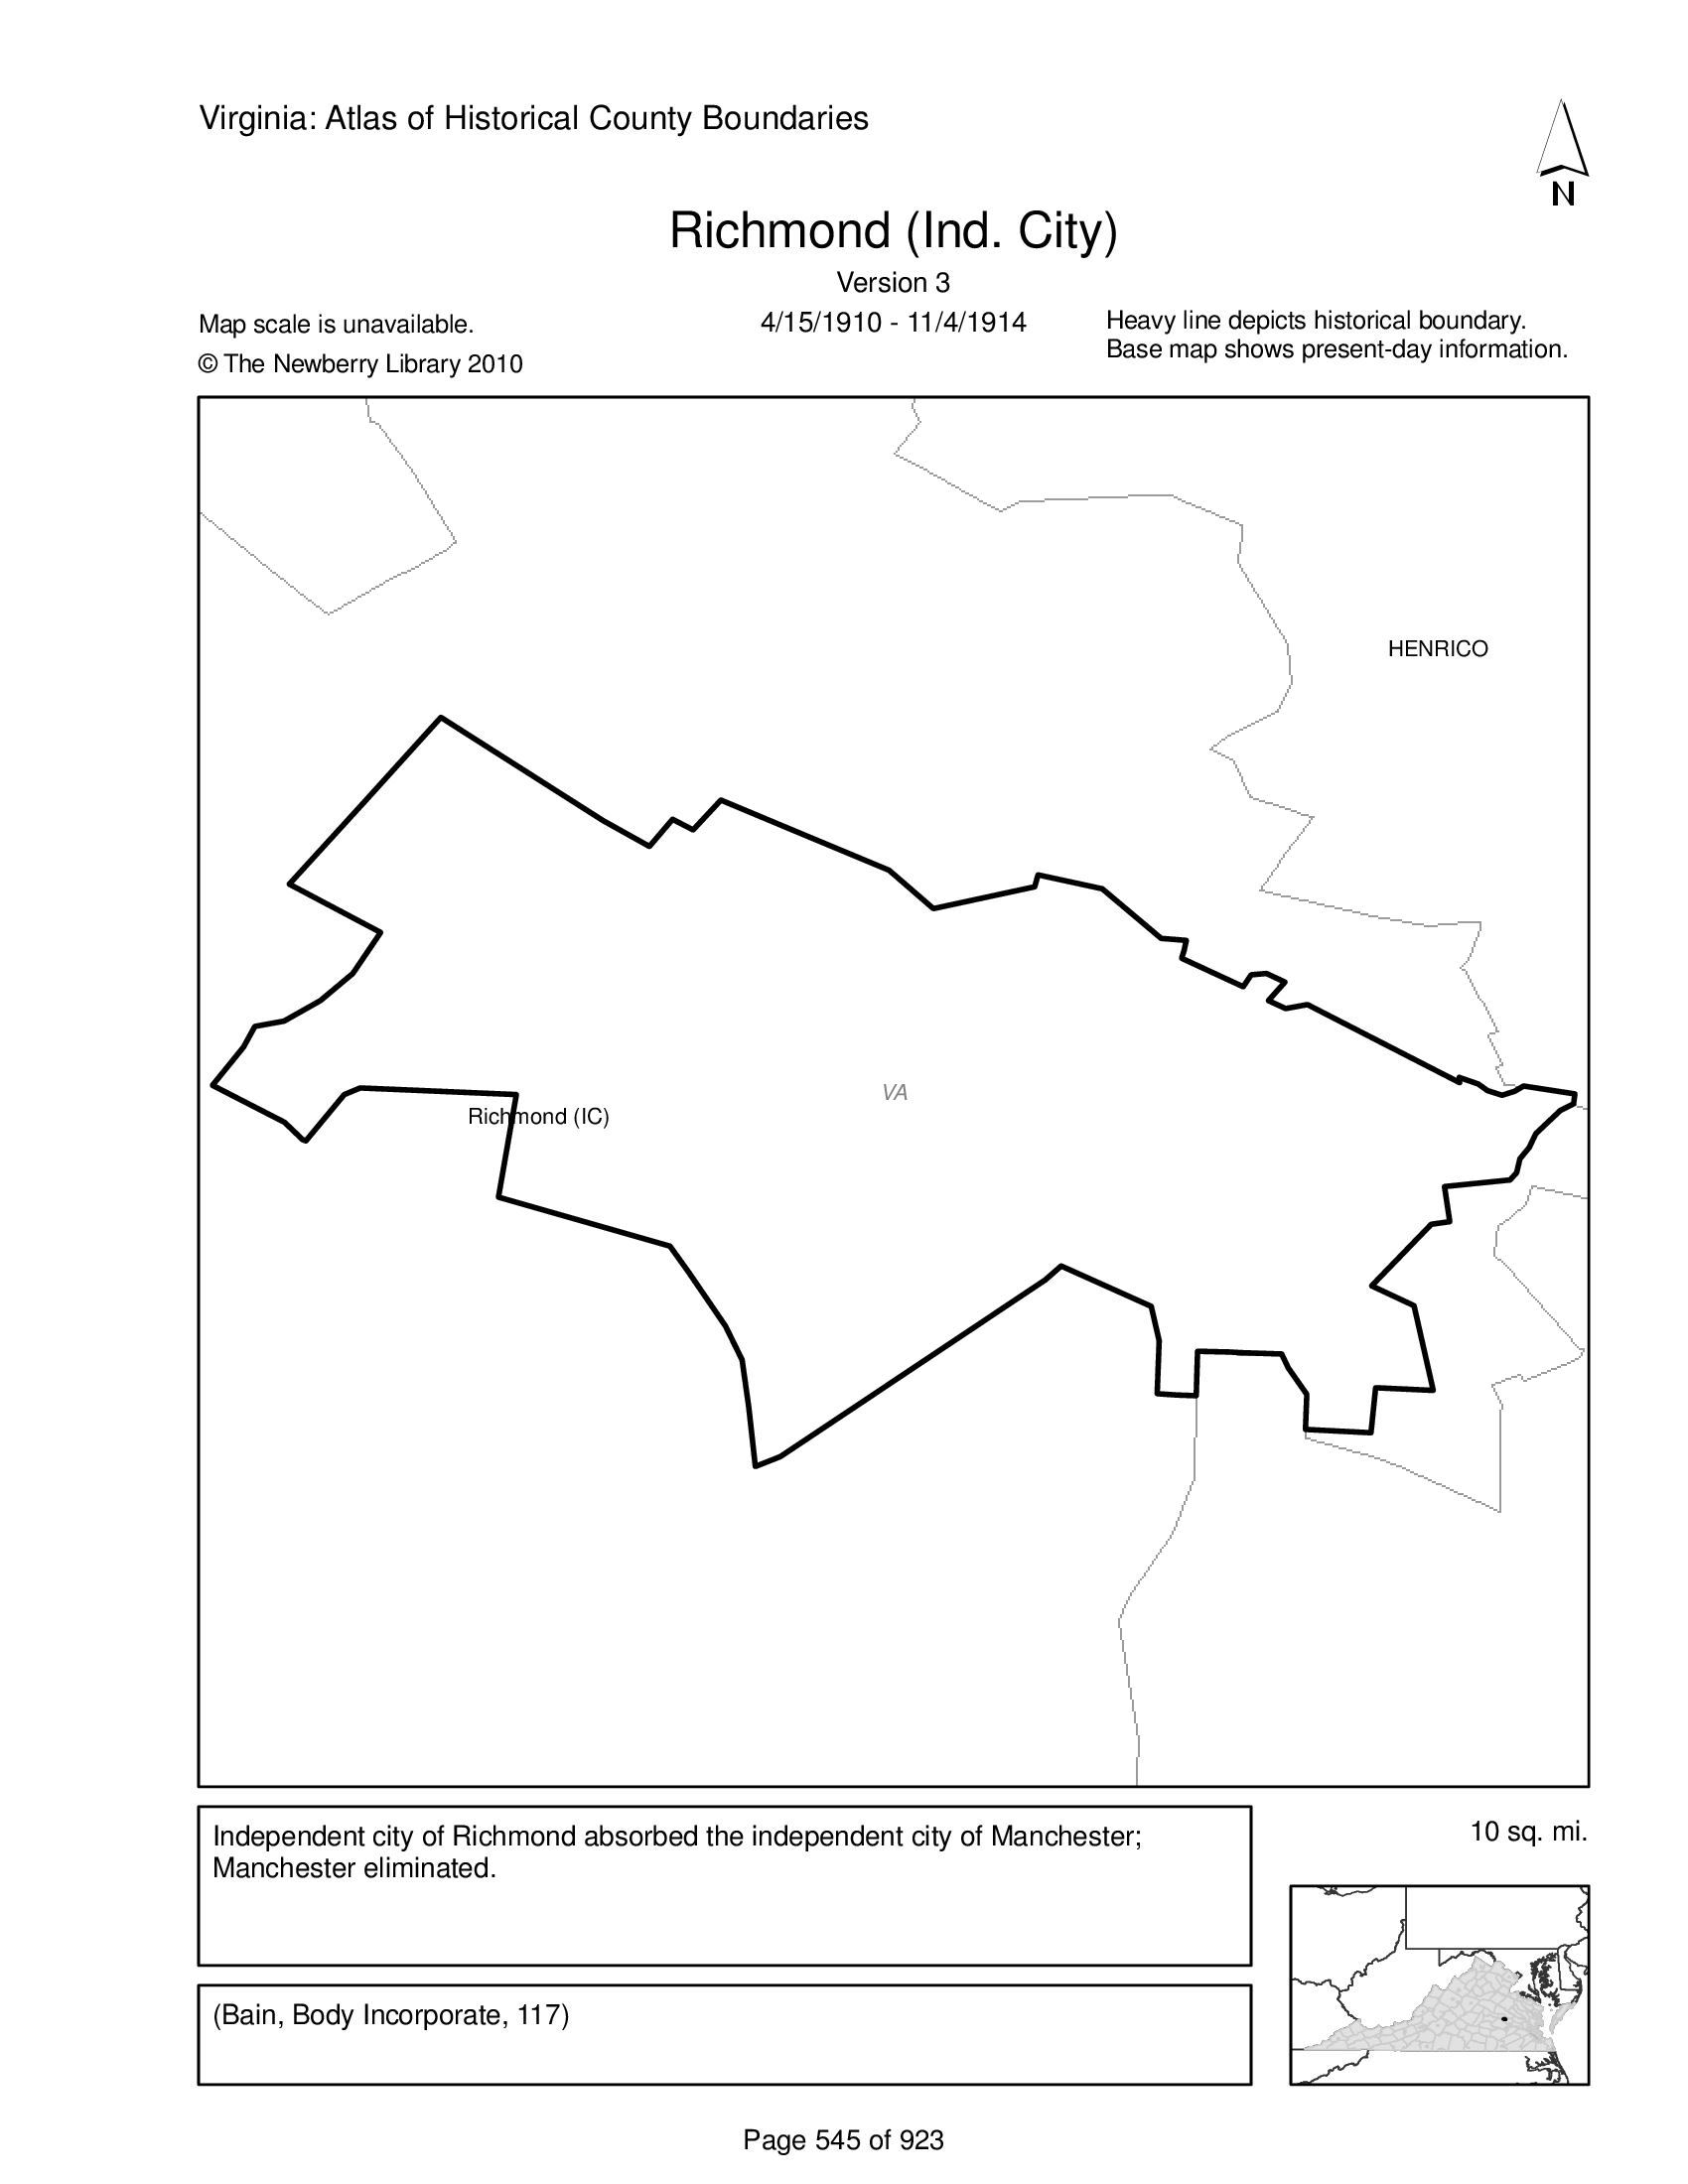 Virginia: Atlas of Historical County Boundaries
N
Richmond (Ind. City)
Version 3
Map scale is unavailable.
4/15/1910 - 11/4/1914
Heavy line depicts historical boundary.
© The Newberry Library 2010
Base map shows present-day information.
HENRICO
VA
Richmond (IC)
Independent city of Richmond absorbed the independent city of Manchester;
Manchester eliminated.
10 sq. mi.
(Bain, Body Incorporate, 117)
Page 545 of 923